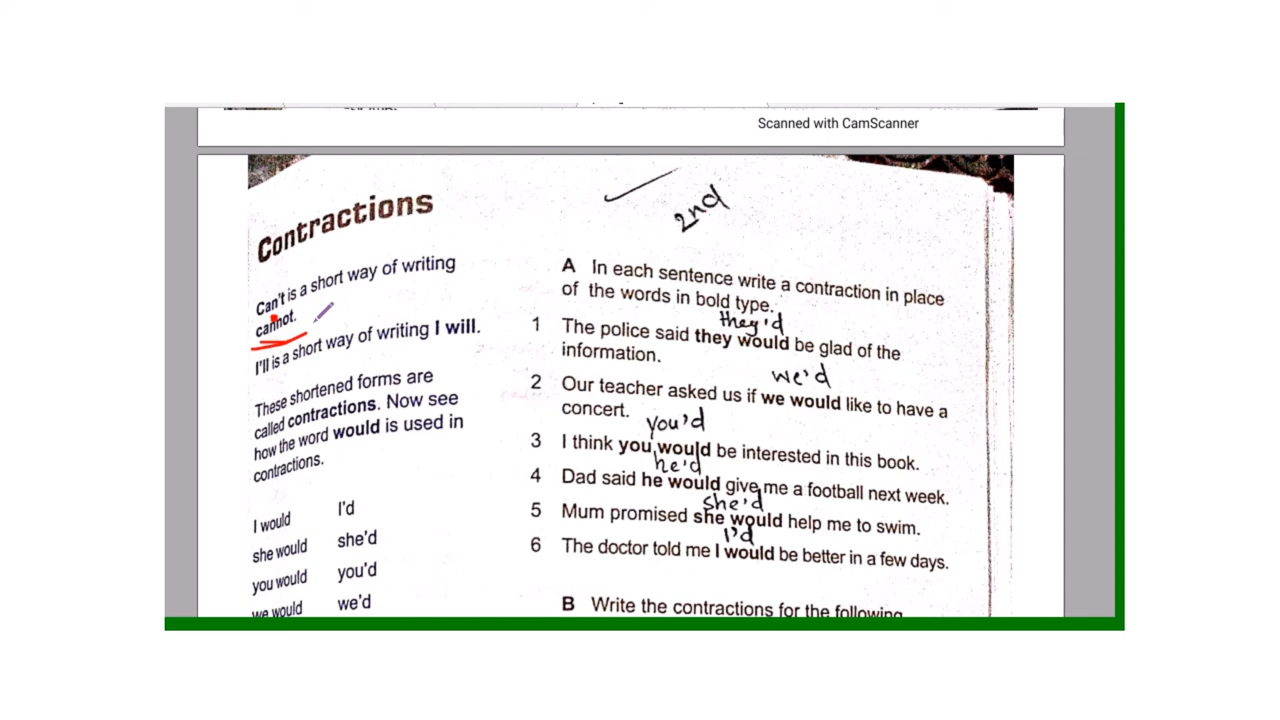 Scanned with CamScanner
Contractions
2nd
Can't is a short way of writing
cannot.
I'll is a short way of writing I will.
These shortened forms are
called contractions. Now see
how the word would is used in
contractions.
I would I'd
she would she'd
you would you'd
we would we'd
A In each sentence write a contraction in place
of the words in bold type.
they'd
1 The police said they would be glad of the
information.
we'd
2 Our teacher asked us if we would like to have a
concert.
you'd
3 I think you would be interested in this book.
he'd
4 Dad said he would give me a football next week.
she'd
5 Mum promised she would help me to swim.
I'd
6 The doctor told me I would be better in a few days.
B Write the contractions for the following